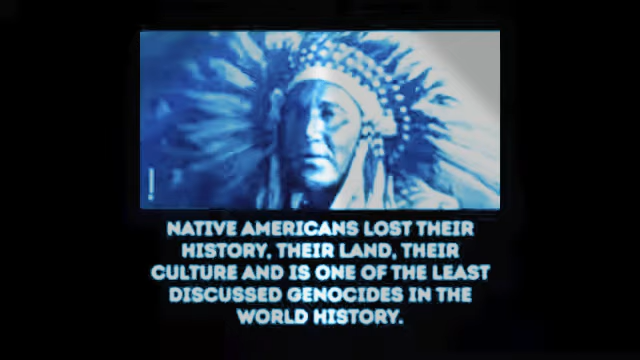 NATIVE AMERICANS LOST THEIR
HISTORY, THEIR LAND, THEIR
CULTURE AND IS ONE OF THE LEAST
DISCUSSED GENOCIDES IN THE
WORLD HISTORY.